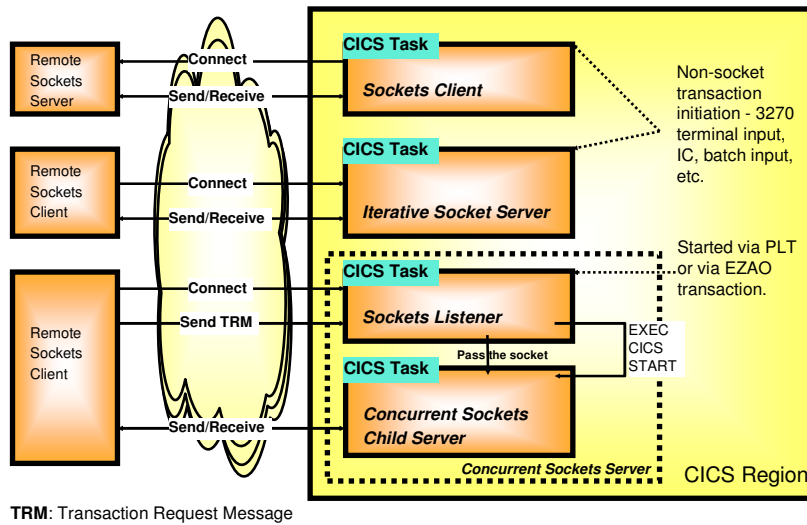 Remote
Sockets
Server
Connect
Send/Receive
CICS Task
Sockets Client
Non-socket
transaction
initiation - 3270
terminal input,
IC, batch input,
etc.
Remote
Sockets
Client
Connect
Send/Receive
CICS Task
Iterative Socket Server
Started via PLT
or via EZAO
transaction.
Remote
Sockets
Client
Connect
Send TRM
CICS Task
Sockets Listener
EXEC
CICS
START
Pass the socket
CICS Task
Concurrent Sockets
Child Server
Send/Receive
Concurrent Sockets Server
CICS Region
TRM: Transaction Request Message